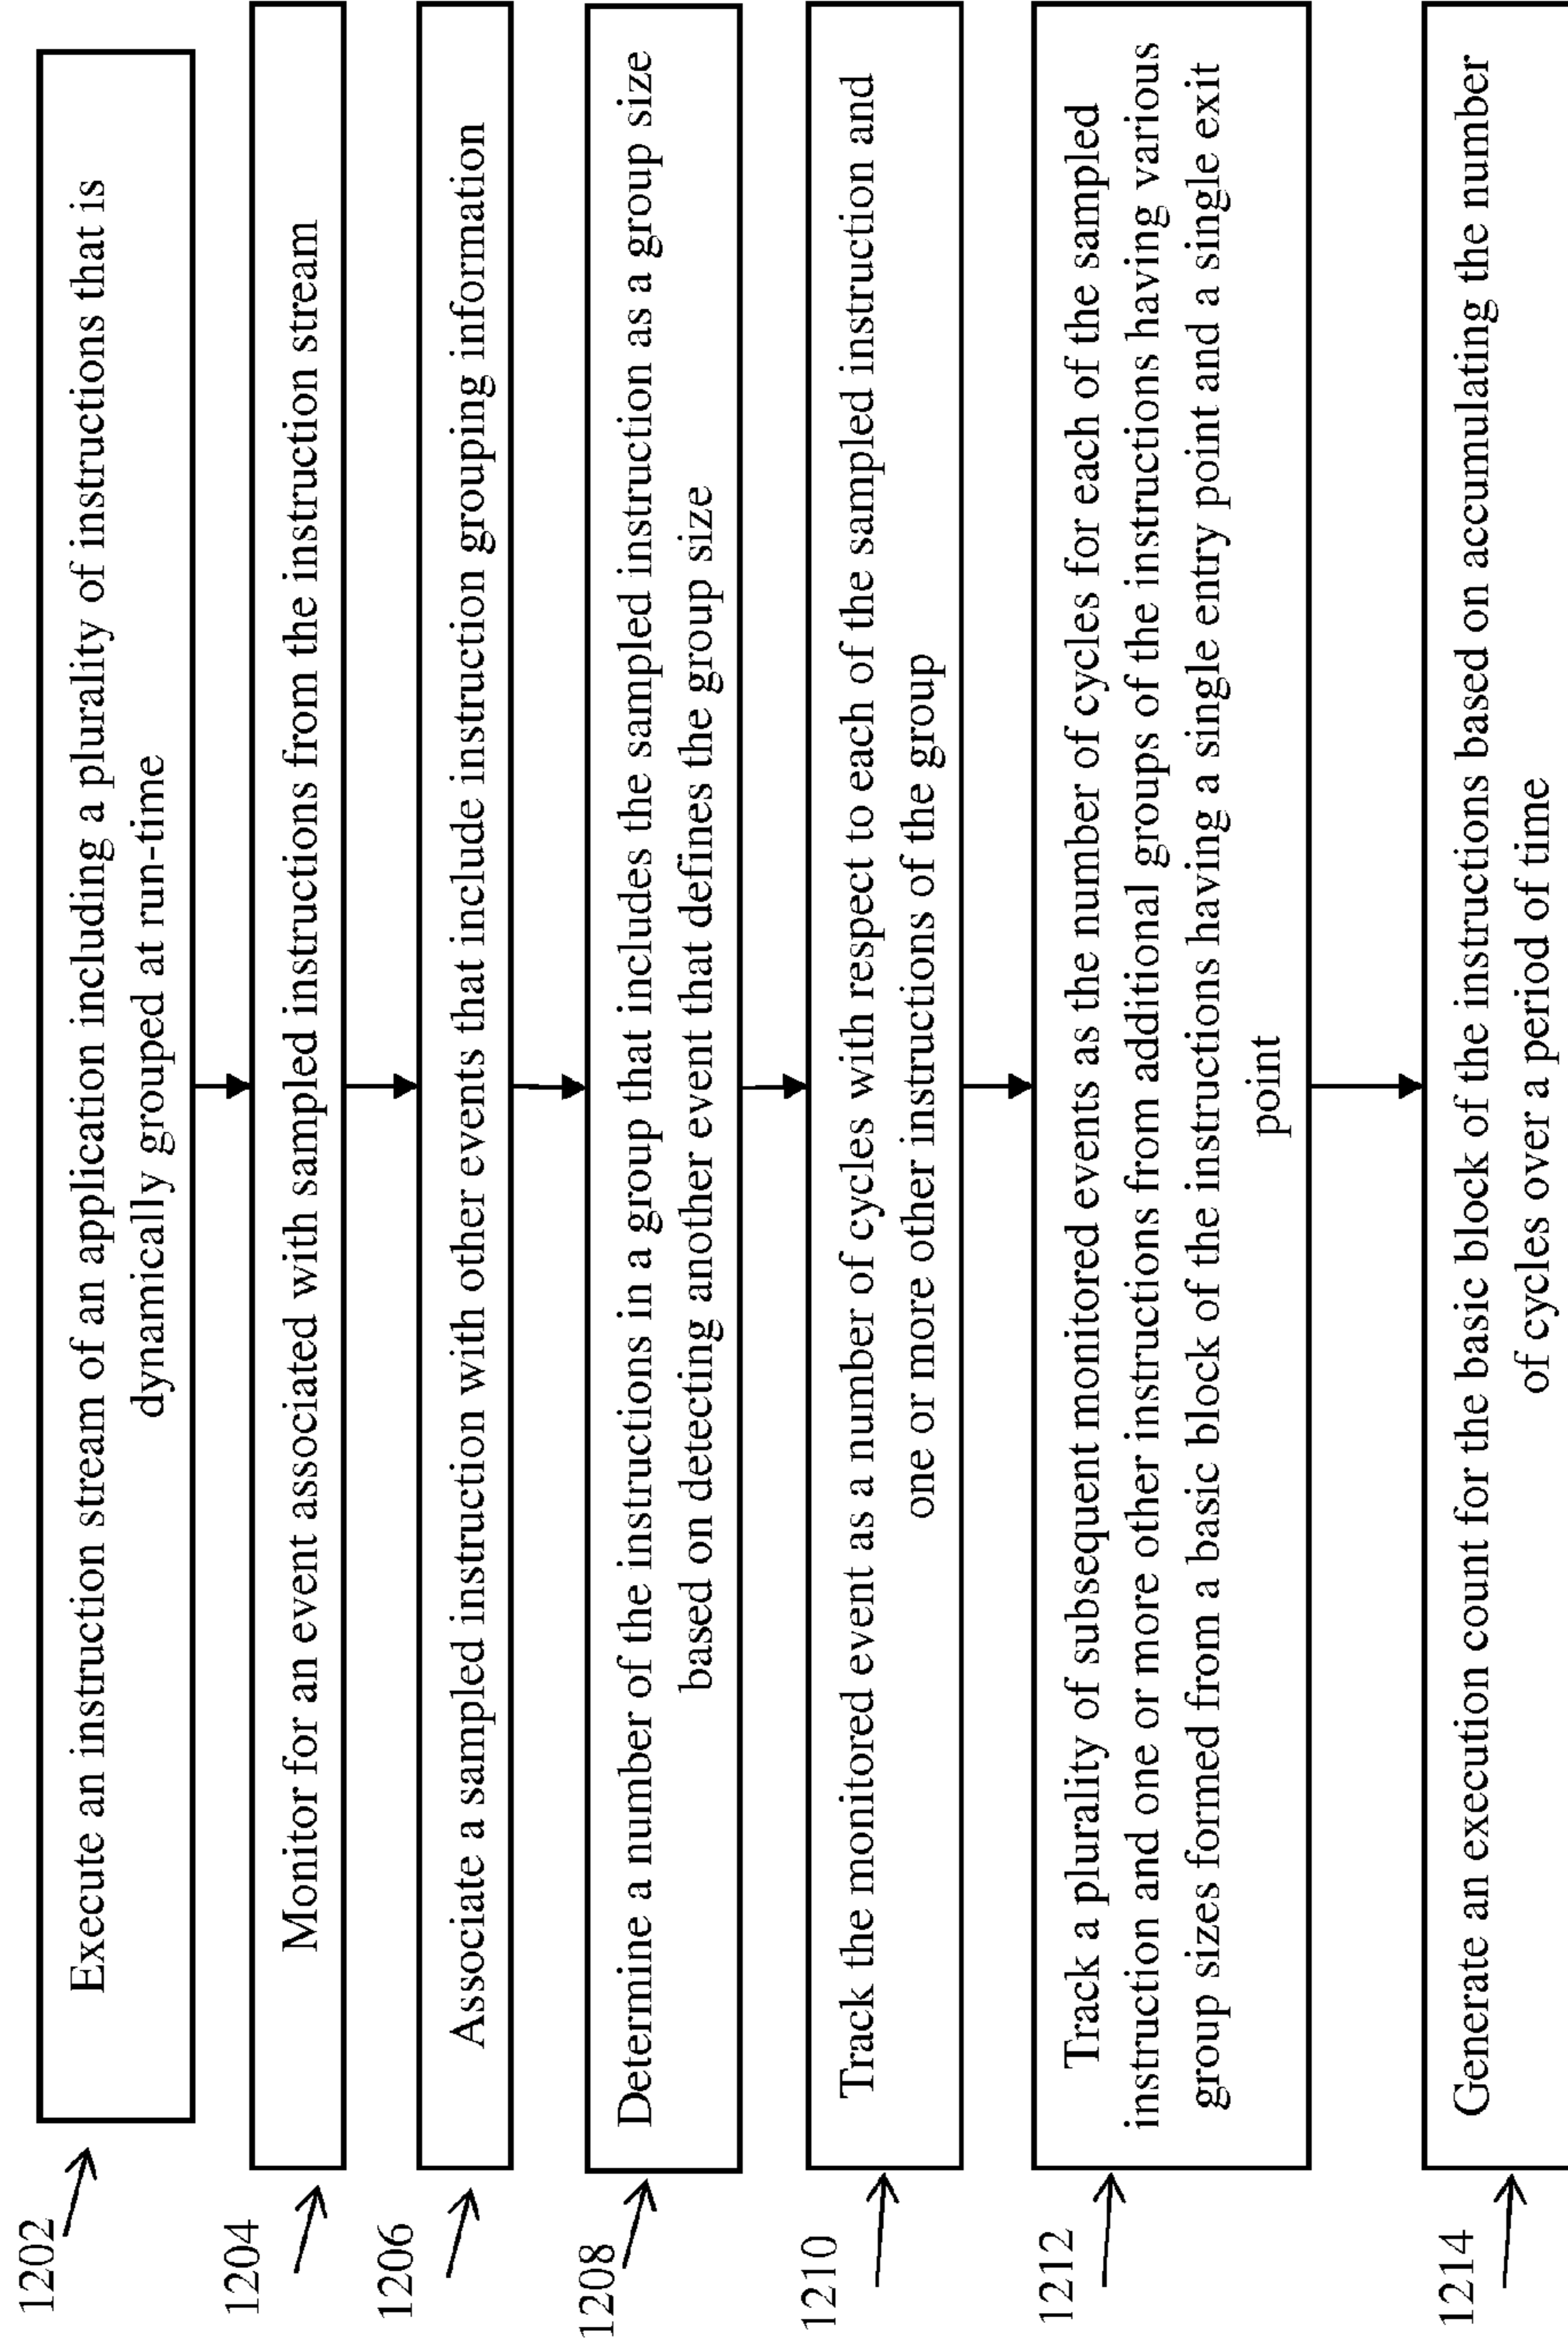 1202
Execute an instruction stream of an application including a plurality of instructions that is
dynamically grouped at run-time
1204
Monitor for an event associated with sampled instructions from the instruction stream
1206
Associate a sampled instruction with other events that include instruction grouping information
1208
Determine a number of the instructions in a group that includes the sampled instruction as a group size
based on detecting another event that defines the group size
1210
Track the monitored event as a number of cycles with respect to each of the sampled instruction and
one or more other instructions of the group
1212
Track a plurality of subsequent monitored events as the number of cycles for each of the sampled
instruction and one or more other instructions from additional groups of the instructions having various
group sizes formed from a basic block of the instructions having a single entry point and a single exit
point
1214
Generate an execution count for the basic block of the instructions based on accumulating the number
of cycles over a period of time